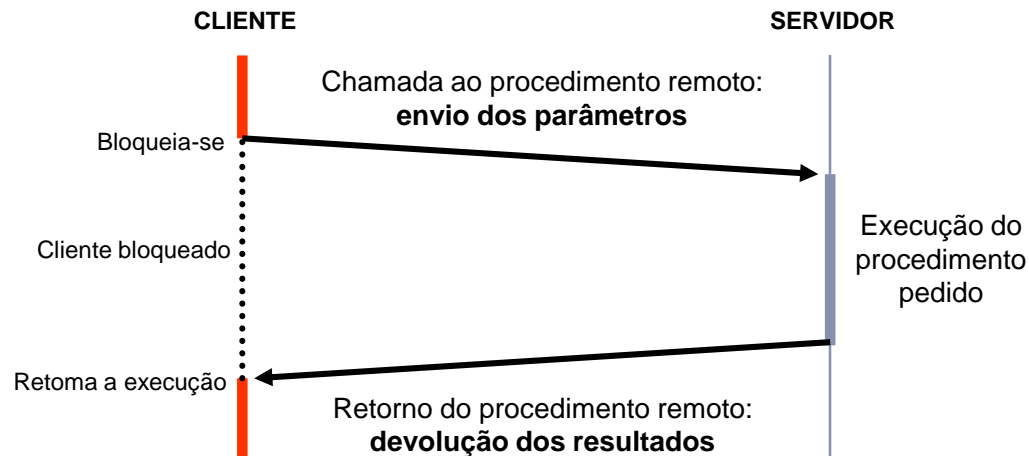 CLIENTE
SERVIDOR
Chamada ao procedimento remoto:
envio dos parâmetros
Bloqueia-se
Cliente bloqueado
Execução do
procedimento
pedido
Retoma a execução
Retorno do procedimento remoto:
devolução dos resultados